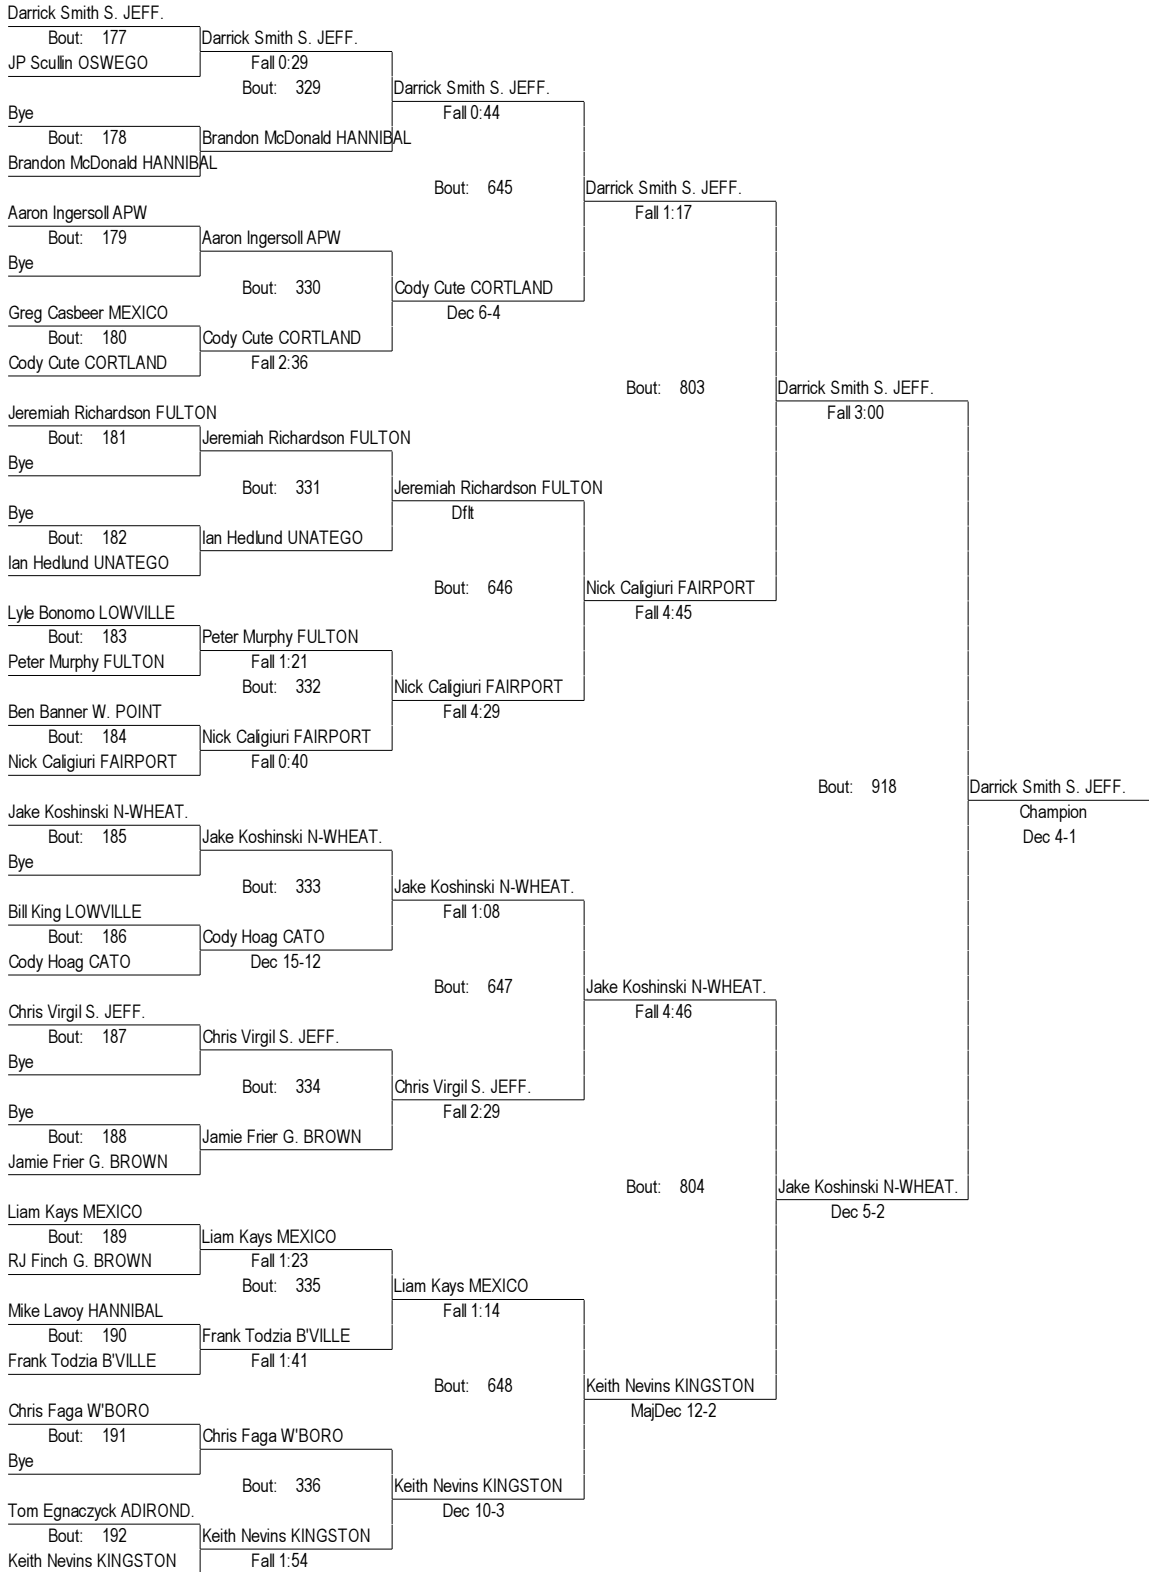 Darrick Smith S. JEFF.
Bout: 177
Darrick Smith S. JEFF.
JP Scullin OSWEGO
Fall 0:29
Bout: 329
Darrick Smith S. JEFF.
Bye
Fall 0:44
Bout: 178
Brandon McDonald HANNIBAL
Brandon McDonald HANNIBAL
Bout: 645
Darrick Smith S. JEFF.
Aaron Ingersoll APW
Fall 1:17
Bout: 179
Aaron Ingersoll APW
Bye
Bout: 330
Cody Cute CORTLAND
Greg Casbeer MEXICO
Dec 6-4
Bout: 180
Cody Cute CORTLAND
Cody Cute CORTLAND
Fall 2:36
Bout: 803
Darrick Smith S. JEFF.
Jeremiah Richardson FULTON
Fall 3:00
Bout: 181
Jeremiah Richardson FULTON
Bye
Bout: 331
Jeremiah Richardson FULTON
Bye
Dflt
Bout: 182
Ian Hedlund UNATEGO
Ian Hedlund UNATEGO
Bout: 646
Nick Caligiuri FAIRPORT
Lyle Bonomo LOWVILLE
Fall 4:45
Bout: 183
Peter Murphy FULTON
Peter Murphy FULTON
Fall 1:21
Bout: 332
Nick Caligiuri FAIRPORT
Ben Banner W. POINT
Fall 4:29
Bout: 184
Nick Caligiuri FAIRPORT
Nick Caligiuri FAIRPORT
Fall 0:40
Bout: 918
Darrick Smith S. JEFF.
Jake Koshinski N-WHEAT.
Champion
Bout: 185
Jake Koshinski N-WHEAT.
Dec 4-1
Bye
Bout: 333
Jake Koshinski N-WHEAT.
Bill King LOWVILLE
Fall 1:08
Bout: 186
Cody Hoag CATO
Cody Hoag CATO
Dec 15-12
Bout: 647
Jake Koshinski N-WHEAT.
Chris Virgil S. JEFF.
Fall 4:46
Bout: 187
Chris Virgil S. JEFF.
Bye
Bout: 334
Chris Virgil S. JEFF.
Bye
Fall 2:29
Bout: 188
Jamie Frier G. BROWN
Jamie Frier G. BROWN
Bout: 804
Jake Koshinski N-WHEAT.
Liam Kays MEXICO
Dec 5-2
Bout: 189
Liam Kays MEXICO
RJ Finch G. BROWN
Fall 1:23
Bout: 335
Liam Kays MEXICO
Mike Lavoy HANNIBAL
Fall 1:14
Bout: 190
Frank Todzia B'VILLE
Frank Todzia B'VILLE
Fall 1:41
Bout: 648
Keith Nevins KINGSTON
Chris Faga W'BORO
MajDec 12-2
Bout: 191
Chris Faga W'BORO
Bye
Bout: 336
Keith Nevins KINGSTON
Tom Egnaczyck ADIROND.
Dec 10-3
Bout: 192
Keith Nevins KINGSTON
Keith Nevins KINGSTON
Fall 1:54